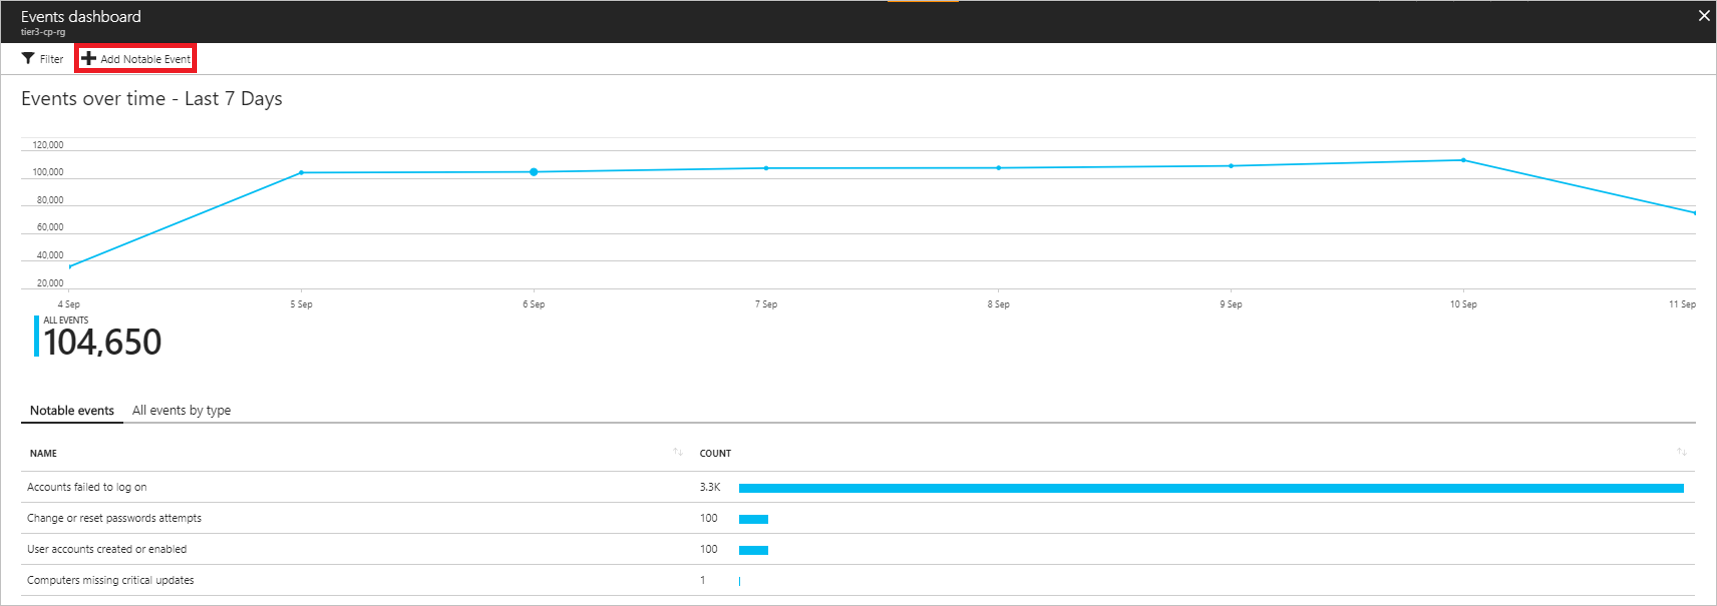 Events dashboard
tier3-cp-rg
Filter
Add Notable Event
Events over time - Last 7 Days
120.000
100.000
80.000
60.000
40.000
20.000
4 Sep 5 Sep 6 Sep 7 Sep 8 Sep 9 Sep 10 Sep 11 Sep
ALL EVENTS
104,650
Notable events All events by type
NAME COUNT
Accounts failed to log on 3.3K
Change or reset passwords attempts 100
User accounts created or enabled 100
Computers missing critical updates 1